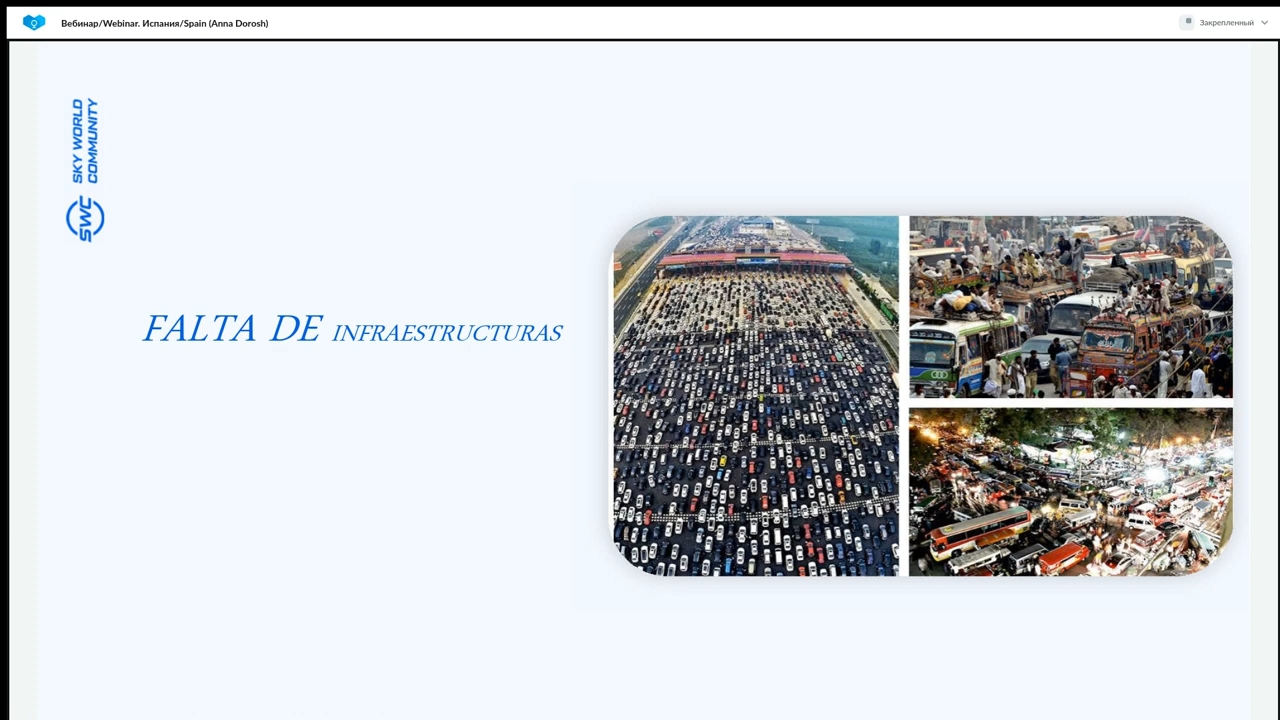 Вебинар/Webinar. Испания/Spain (Anna Dorosh)
Закрепленный
SKY WORLD
COMMUNITY
SWC
FALTA DE INFRAESTRUCTURAS